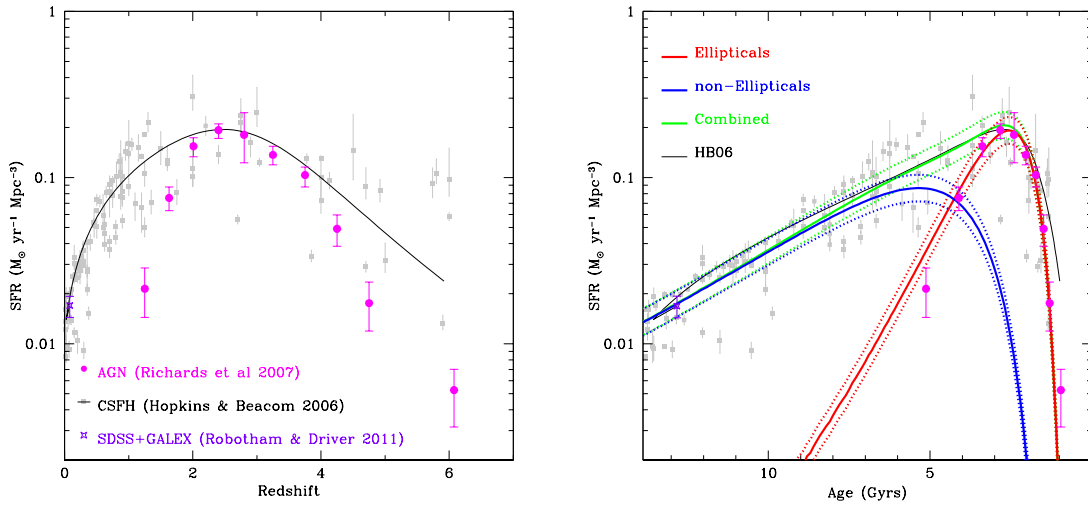 1
0.1
0.01
SFR (M⊙ yr⁻¹ Mpc⁻³)
AGN (Richards et al 2007)
CSFH (Hopkins & Beacom 2006)
SDSS+GALEX (Robotham & Driver 2011)
0 2 4 6
Redshift
1
0.1
0.01
SFR (M⊙ yr⁻¹ Mpc⁻³)
Ellipticals
non-Ellipticals
Combined
HB06
10 5
Age (Gyrs)